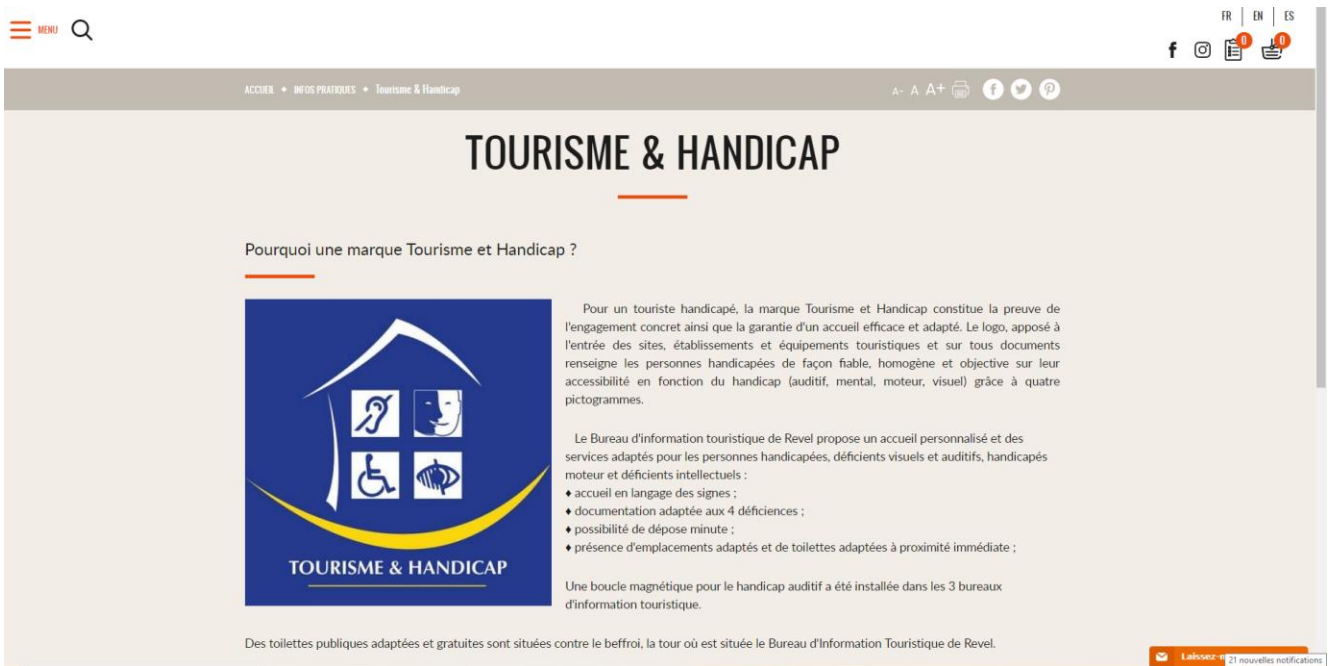 MENU
FR | EN | ES
0 0
ACCUEIL ♦ INFOS PRATIQUES ♦ Tourisme & Handicap
A- A A+
TOURISME & HANDICAP
Pourquoi une marque Tourisme et Handicap ?
Pour un touriste handicapé, la marque Tourisme et Handicap constitue la preuve de
l'engagement concret ainsi que la garantie d'un accueil efficace et adapté. Le logo, apposé à
l'entrée des sites, établissements et équipements touristiques et sur tous documents
renseigne les personnes handicapées de façon fiable, homogène et objective sur leur
accessibilité en fonction du handicap (auditif, mental, moteur, visuel) grâce à quatre
pictogrammes.
Le Bureau d'information touristique de Revel propose un accueil personnalisé et des
services adaptés pour les personnes handicapées, déficients visuels et auditifs, handicapés
moteur et déficients intellectuels :
♦ accueil en langage des signes ;
♦ documentation adaptée aux 4 déficiences ;
♦ possibilité de dépose minute ;
♦ présence d'emplacements adaptés et de toilettes adaptées à proximité immédiate ;
TOURISME & HANDICAP
Une boucle magnétique pour le handicap auditif a été installée dans les 3 bureaux
d'information touristique.
Des toilettes publiques adaptées et gratuites sont situées contre le beffroi, la tour où est située le Bureau d'Information Touristique de Revel.
21 nouvelles notifications